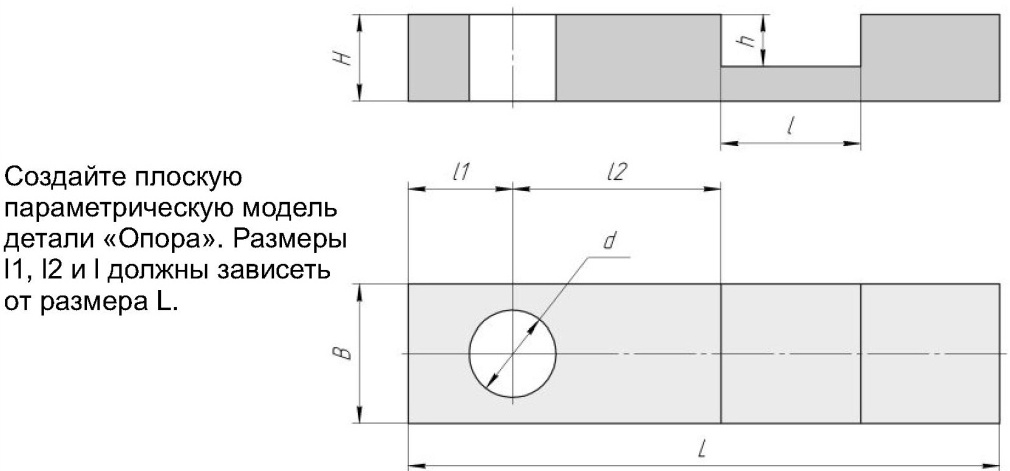 H
h
l
Создайте плоскую
параметрическую модель
детали «Опора». Размеры
l1, l2 и l должны зависеть
от размера L.
l1
l2
d
B
L